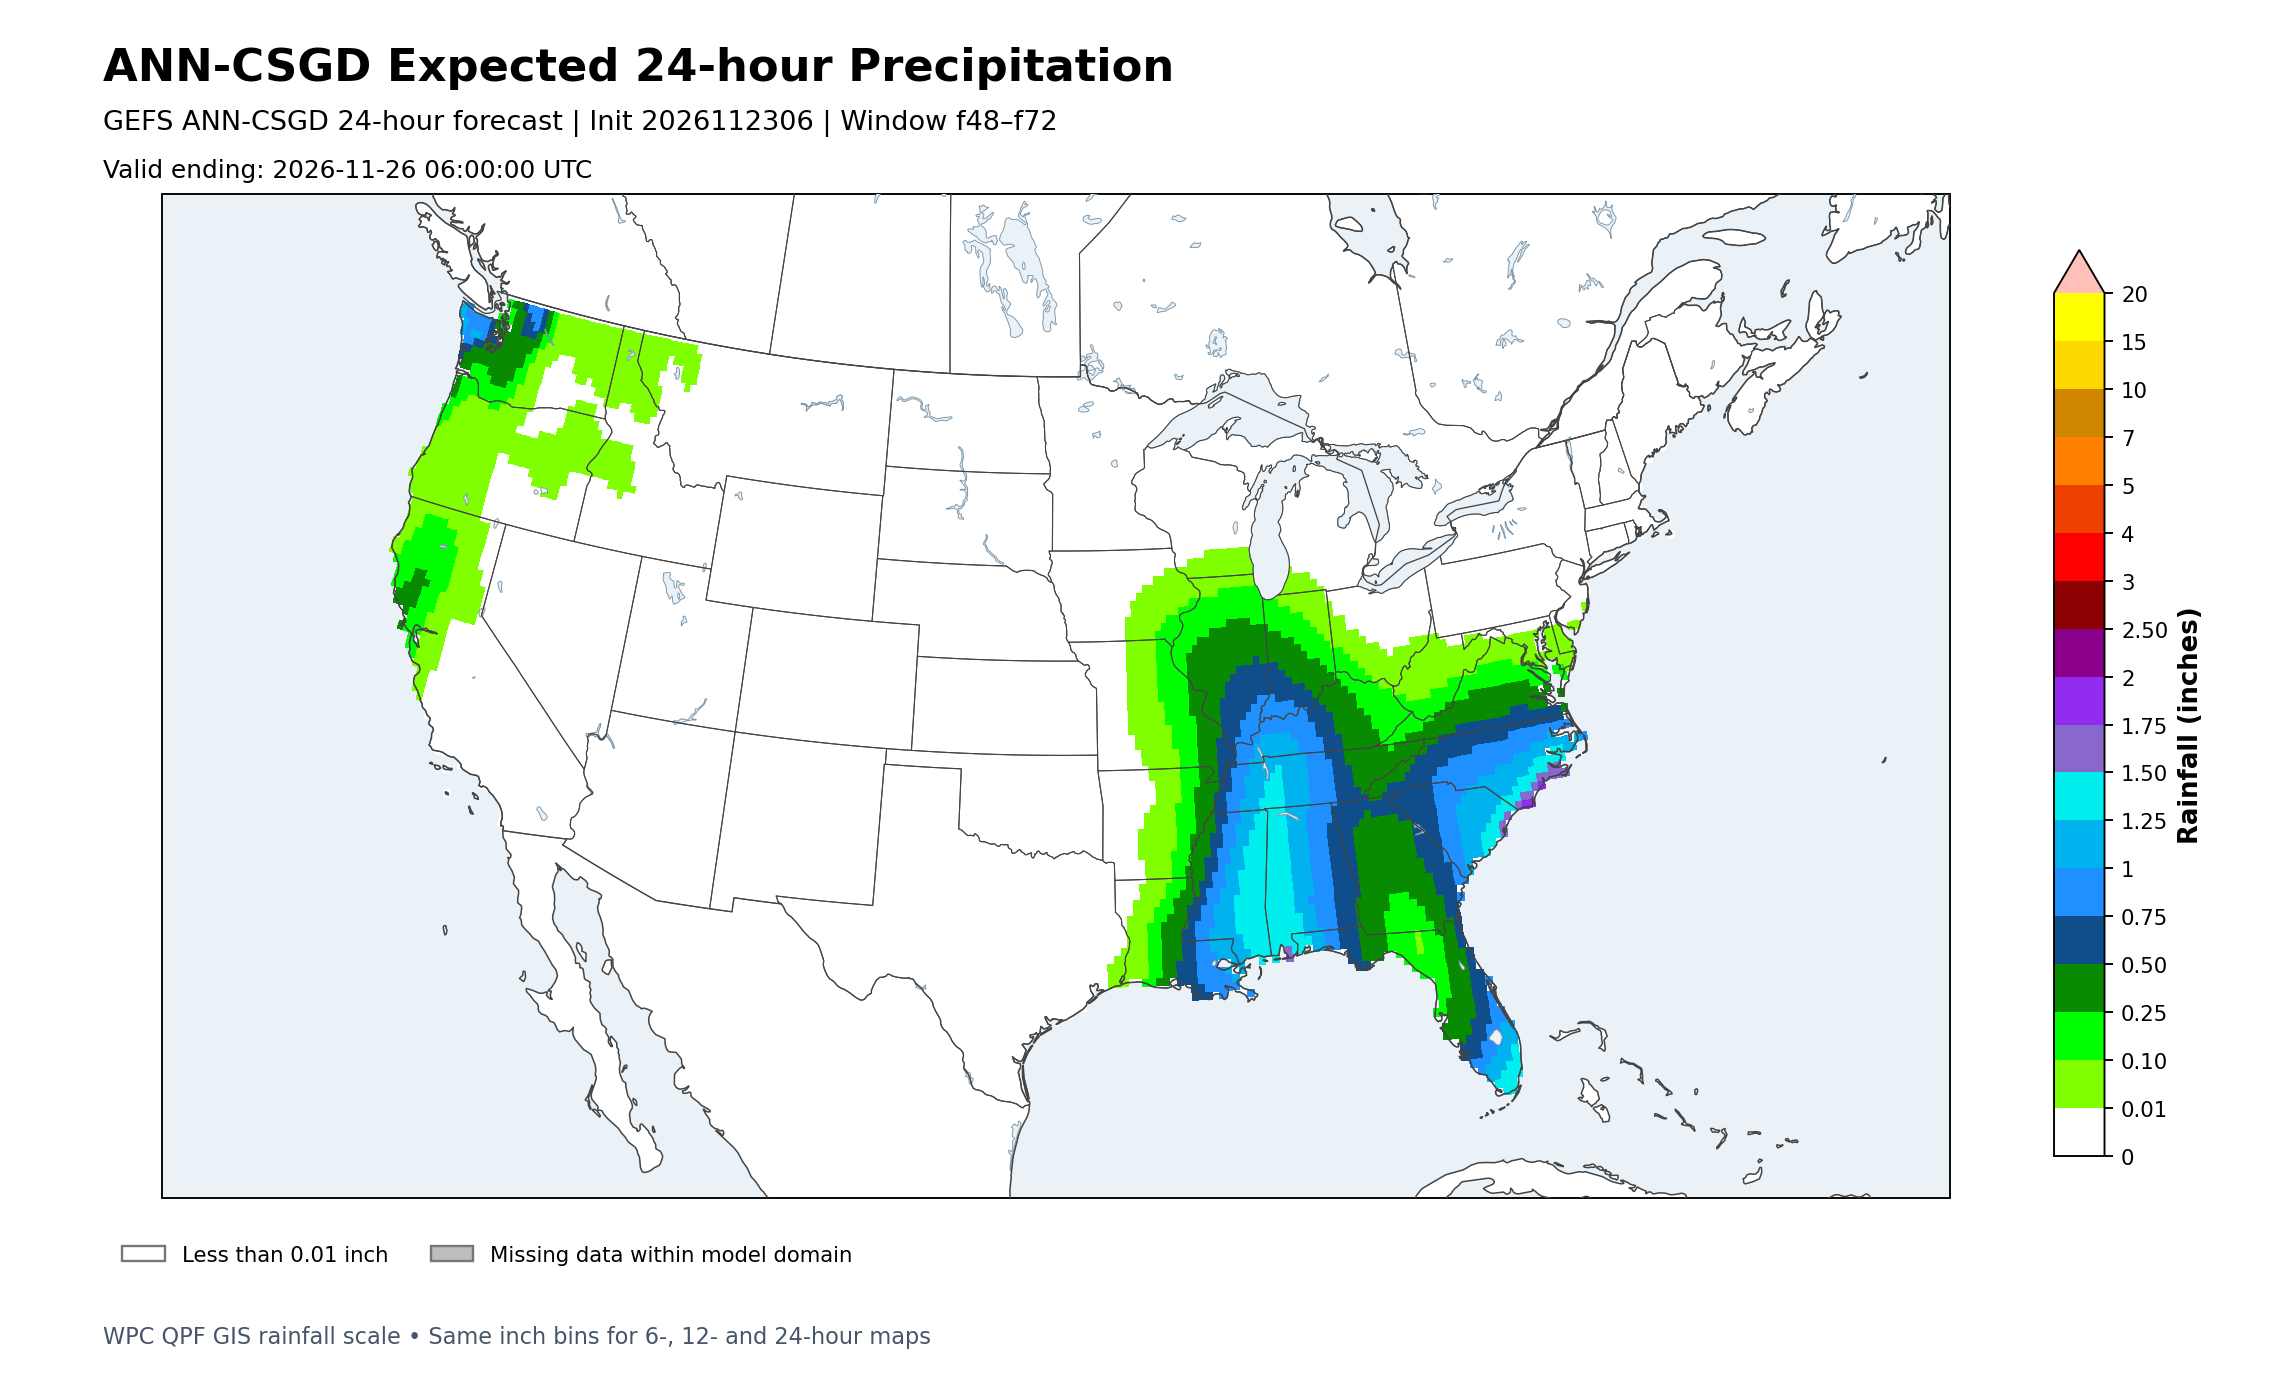 ANN-CSGD Expected 24-hour Precipitation
GEFS ANN-CSGD 24-hour forecast | Init 2026112306 | Window f48–f72
Valid ending: 2026-11-26 06:00:00 UTC
20
15
10
7
5
4
3
2.50
2
1.75
1.50
1.25
1
0.75
0.50
0.25
0.10
0.01
0
Rainfall (inches)
Less than 0.01 inch
Missing data within model domain
WPC QPF GIS rainfall scale • Same inch bins for 6-, 12- and 24-hour maps